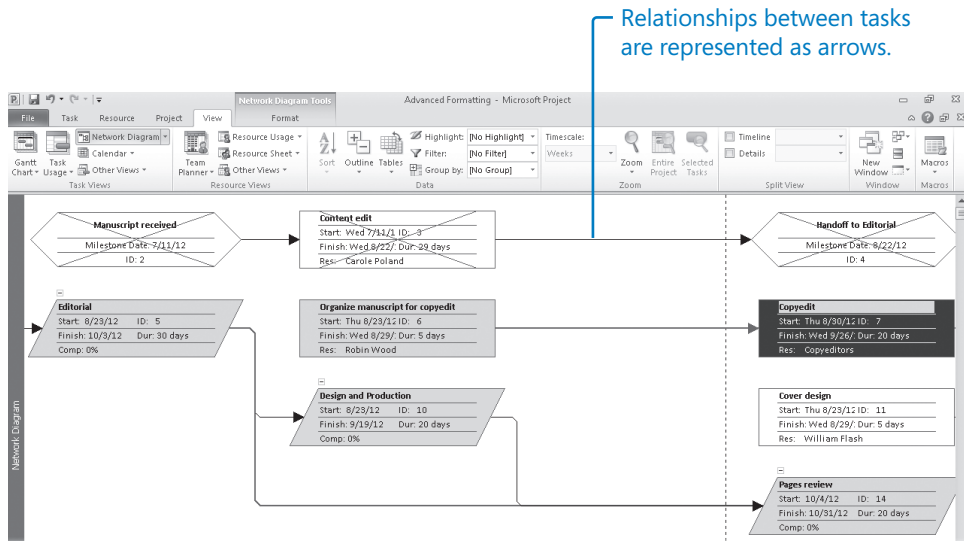 Relationships between tasks
are represented as arrows.
Network Diagram Tools
Advanced Formatting - Microsoft Project
File Task Resource Project View Format
Network Diagram Resource Usage Highlight: [No Highlight] Timescale: Timeline
Calendar Resource Sheet Filter: [No Filter] Weeks Details
Gantt Chart Task Usage Other Views Team Planner Other Views Sort Outline Tables Group by: [No Group] Zoom Entire Project Selected Tasks New Window Macros
Task Views Resource Views Data Zoom Split View Window Macros
Manuscript received
Milestone Date: 7/11/12
ID: 2
Content edit
Start: Wed 7/11/1 ID: 3
Finish: Wed 8/22/ Dur: 29 days
Res: Carole Poland
Handoff to Editorial
Milestone Date: 8/22/12
ID: 4
Editorial
Start: 8/23/12 ID: 5
Finish: 10/3/12 Dur: 30 days
Comp: 0%
Organize manuscript for copyedit
Start: Thu 8/23/12 ID: 6
Finish: Wed 8/29/ Dur: 5 days
Res: Robin Wood
Copyedit
Start: Thu 8/30/12 ID: 7
Finish: Wed 9/26/ Dur: 20 days
Res: Copyeditors
Design and Production
Start: 8/23/12 ID: 10
Finish: 9/19/12 Dur: 20 days
Comp: 0%
Cover design
Start: Thu 8/23/12 ID: 11
Finish: Wed 8/29/ Dur: 5 days
Res: William Flash
Pages review
Start: 10/4/12 ID: 14
Finish: 10/31/12 Dur: 20 days
Comp: 0%
Network Diagram